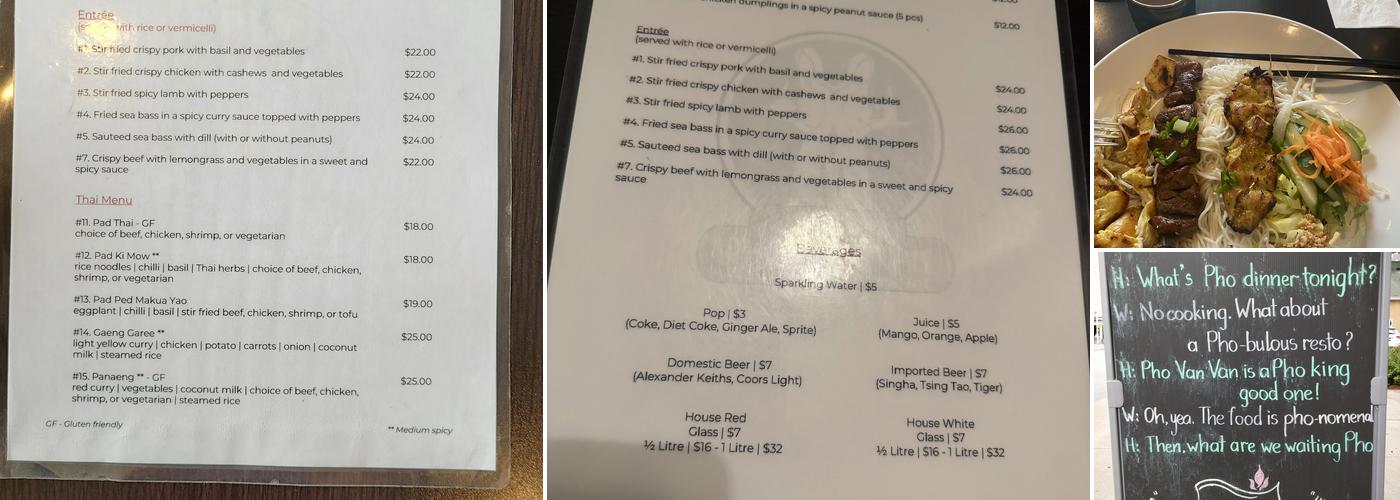 Entrée
with rice or vermicelli)
#1. Stir fried crispy pork with basil and vegetables $22.00
#2. Stir fried crispy chicken with cashews and vegetables $22.00
#3. Stir fried spicy lamb with peppers $24.00
#4. Fried sea bass in a spicy curry sauce topped with peppers $24.00
#5. Sauteed sea bass with dill (with or without peanuts) $24.00
#7. Crispy beef with lemongrass and vegetables in a sweet and $22.00
spicy sauce
Thai Menu
#11. Pad Thai - GF $18.00
choice of beef, chicken, shrimp, or vegetarian
#12. Pad Ki Mow ** $18.00
rice noodles | chilli | basil | Thai herbs | choice of beef, chicken,
shrimp, or vegetarian
#13. Pad Ped Makua Yao $19.00
eggplant | chilli | basil | stir fried beef, chicken, shrimp, or tofu
#14. Gaeng Garee ** $25.00
light yellow curry | chicken | potato | carrots | onion | coconut
milk | steamed rice
#15. Panaeng ** - GF $25.00
red curry | vegetables | coconut milk | choice of beef, chicken,
shrimp, or vegetarian | steamed rice
GF - Gluten friendly ** Medium spicy
dumplings in a spicy peanut sauce (5 pcs) $12.00
Entrée
(served with rice or vermicelli)
#1. Stir fried crispy pork with basil and vegetables $24.00
#2. Stir fried crispy chicken with cashews and vegetables $24.00
#3. Stir fried spicy lamb with peppers $26.00
#4. Fried sea bass in a spicy curry sauce topped with peppers $26.00
#5. Sauteed sea bass with dill (with or without peanuts) $26.00
#7. Crispy beef with lemongrass and vegetables in a sweet and spicy $24.00
sauce
Beverages
Sparkling Water | $5
Pop | $3
(Coke, Diet Coke, Ginger Ale, Sprite)
Juice | $5
(Mango, Orange, Apple)
Domestic Beer | $7
(Alexander Keiths, Coors Light)
Imported Beer | $7
(Singha, Tsing Tao, Tiger)
House Red
Glass | $7
½ Litre | $16 - 1 Litre | $32
House White
Glass | $7
½ Litre | $16 - 1 Litre | $32
H: What's Pho dinner tonight?
W: No cooking. What about
a Pho-bulous resto?
H: Pho Van Van is a Pho king
good one!
W: Oh, yea. The food is pho-nomenal
H: Then, what are we waiting Pho